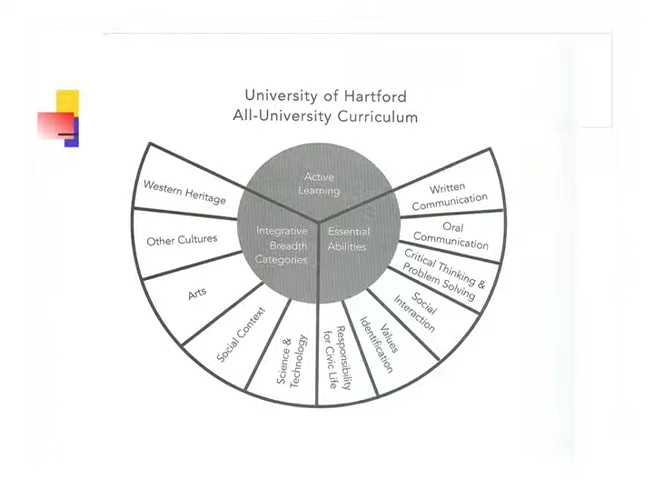 University of Hartford
All-University Curriculum
Active
Learning
Integrative
Breadth
Categories
Essential
Abilities
Western Heritage
Other Cultures
Arts
Social Context
Science &
Technology
Responsibility
for Civic Life
Values
Identification
Social
Interaction
Critical Thinking &
Problem Solving
Oral
Communication
Written
Communication